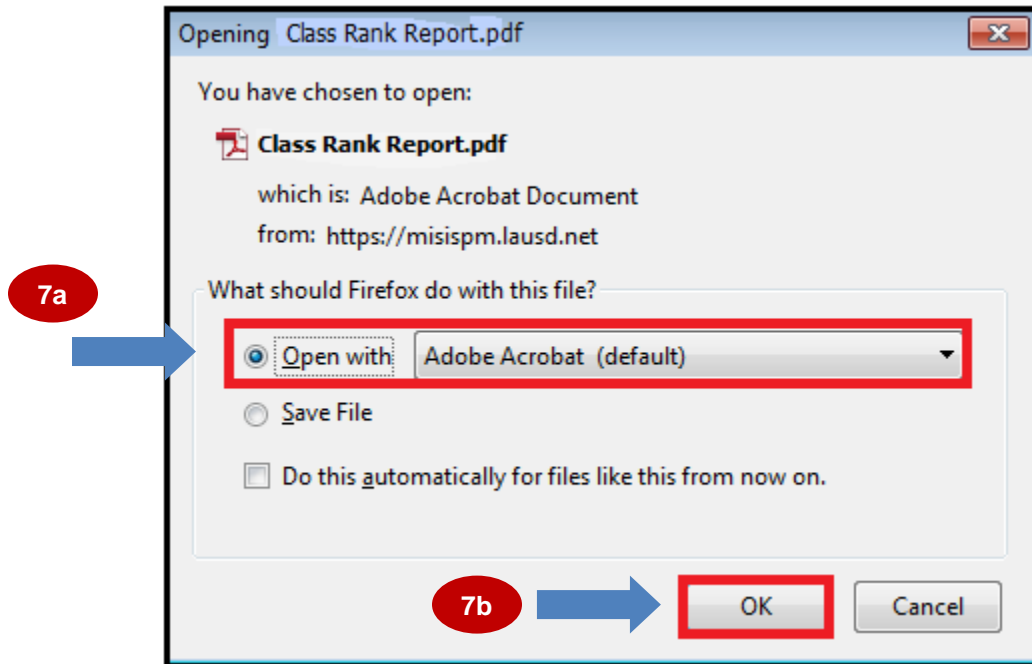 Opening Class Rank Report.pdf
You have chosen to open:
Class Rank Report.pdf
which is: Adobe Acrobat Document
from: https://misispm.lausd.net
7a
What should Firefox do with this file?
Open with Adobe Acrobat (default)
Save File
Do this automatically for files like this from now on.
7b
OK Cancel